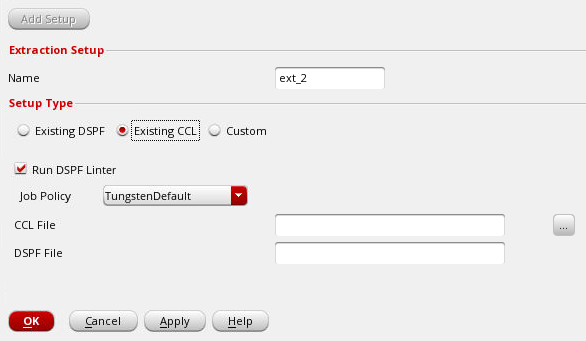 Add Setup
Extraction Setup
Name ext_2
Setup Type
Existing DSPF Existing CCL Custom
Run DSPF Linter
Job Policy TungstenDefault
CCL File ...
DSPF File
OK Cancel Apply Help